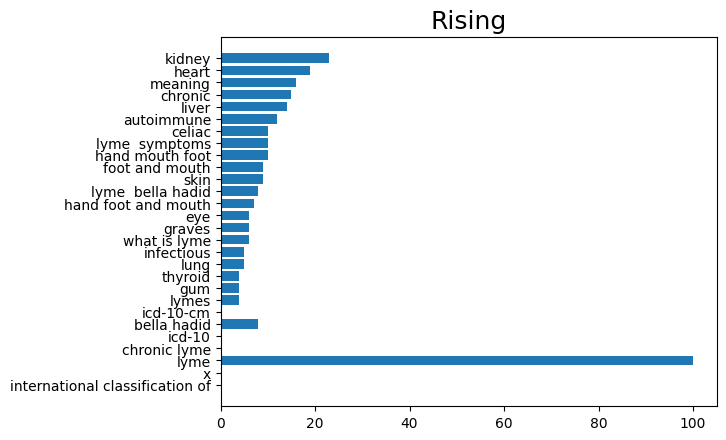 Rising
kidney
heart
meaning
chronic
liver
autoimmune
celiac
lyme  symptoms
hand mouth foot
foot and mouth
skin
lyme  bella hadid
hand foot and mouth
eye
graves
what is lyme
infectious
lung
thyroid
gum
lymes
icd-10-cm
bella hadid
icd-10
chronic lyme
lyme
x
international classification of
0 20 40 60 80 100